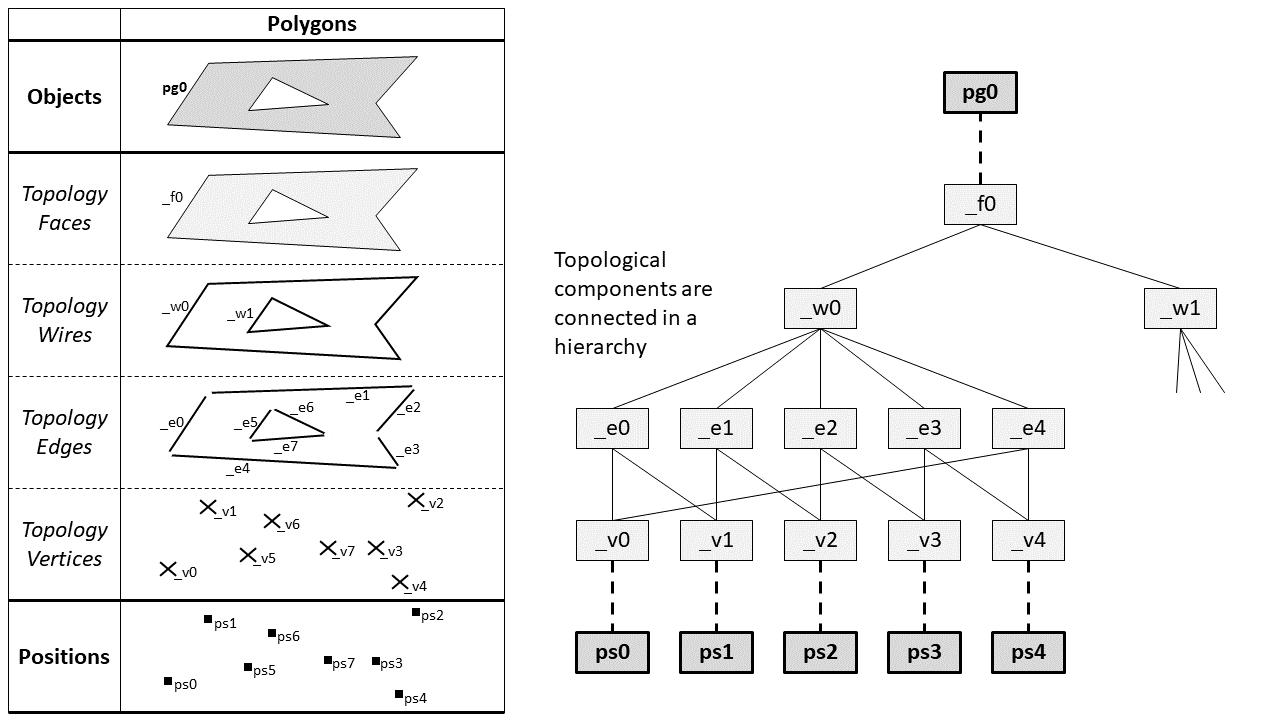 Polygons
Objects
pg0
Topology
Faces
_f0
Topology
Wires
_w0
_w1
Topology
Edges
_e0
_e5
_e6
_e1
_e2
_e7
_e3
_e4
Topology
Vertices
_v1
_v6
_v2
_v0
_v5
_v7
_v3
_v4
Positions
ps1
ps6
ps2
ps0
ps5
ps7
ps3
ps4
pg0
_f0
Topological
components are
connected in a
hierarchy
_w0 _w1
_e0 _e1 _e2 _e3 _e4
_v0 _v1 _v2 _v3 _v4
ps0 ps1 ps2 ps3 ps4